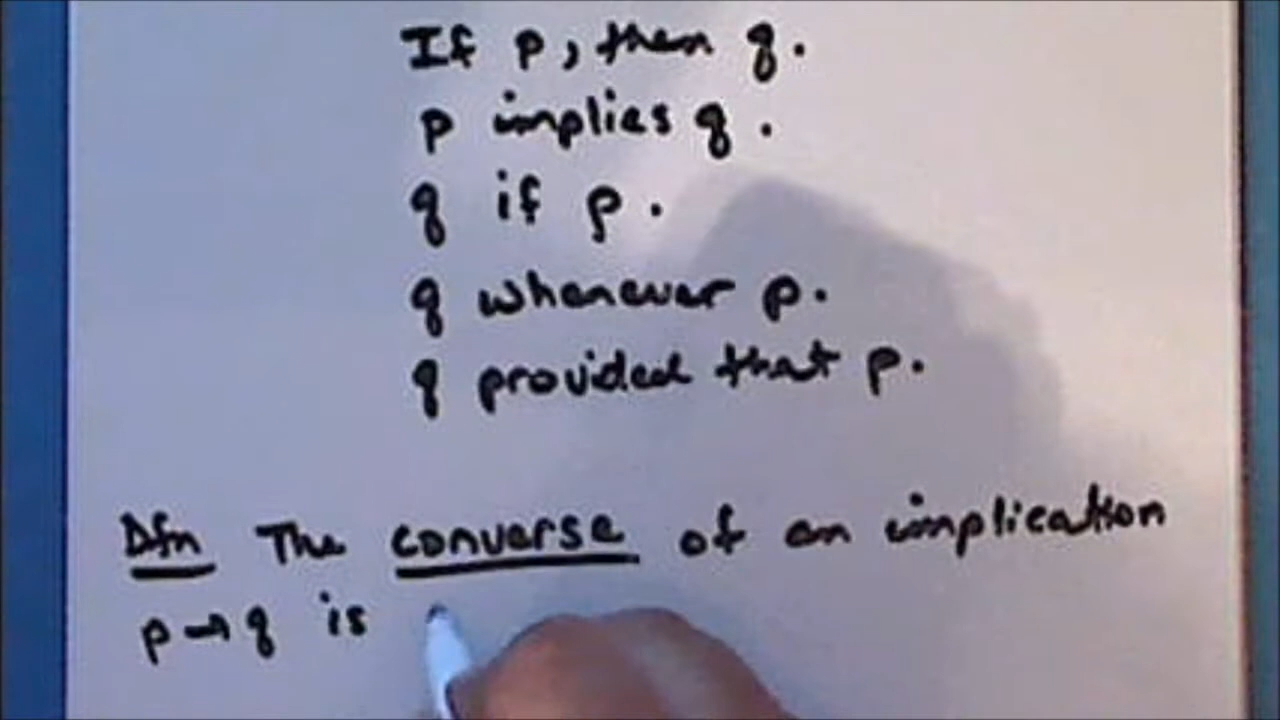 If p, then q.
p implies q.
q if p.
q whenever p.
q provided that p.
Dfn The converse of an implication
p → q is